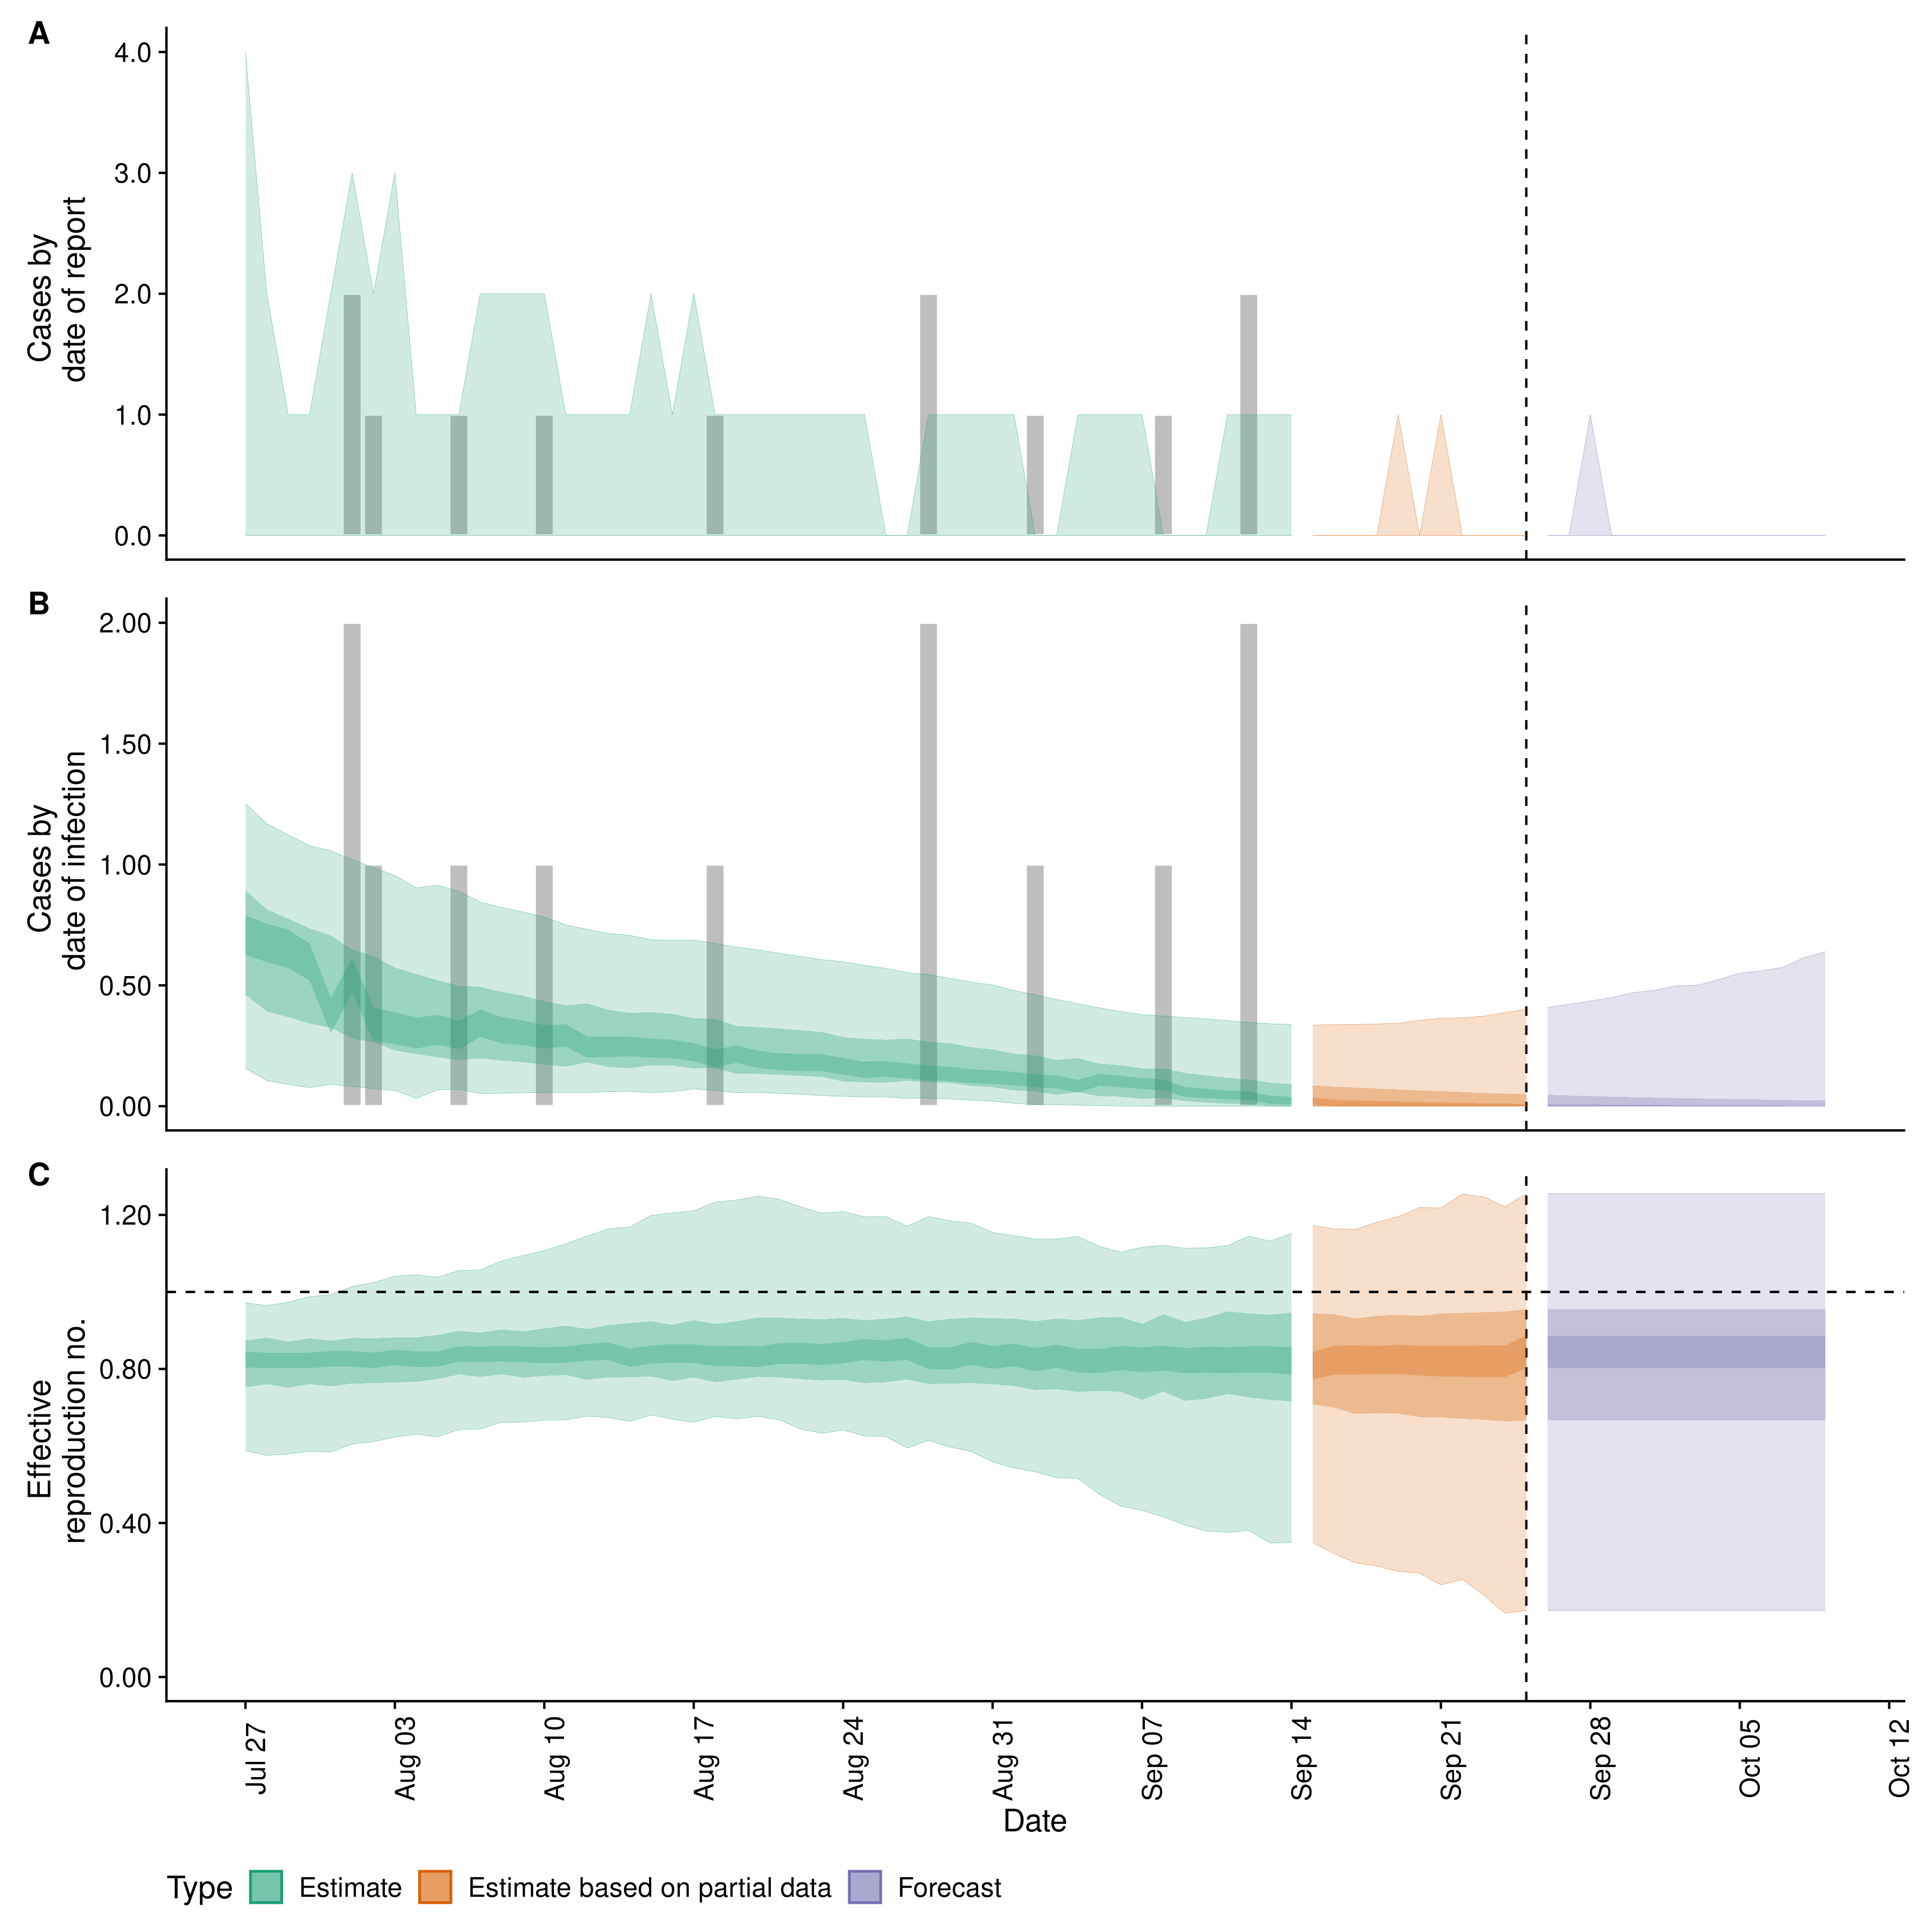 A
4.0
3.0
2.0
1.0
0.0
Cases by
date of report
B
2.00
1.50
1.00
0.50
0.00
Cases by
date of infection
C
1.20
0.80
0.40
0.00
Effective
reproduction no.
Jul 27
Aug 03
Aug 10
Aug 17
Aug 24
Aug 31
Sep 07
Sep 14
Sep 21
Sep 28
Oct 05
Oct 12
Date
Type
Estimate
Estimate based on partial data
Forecast